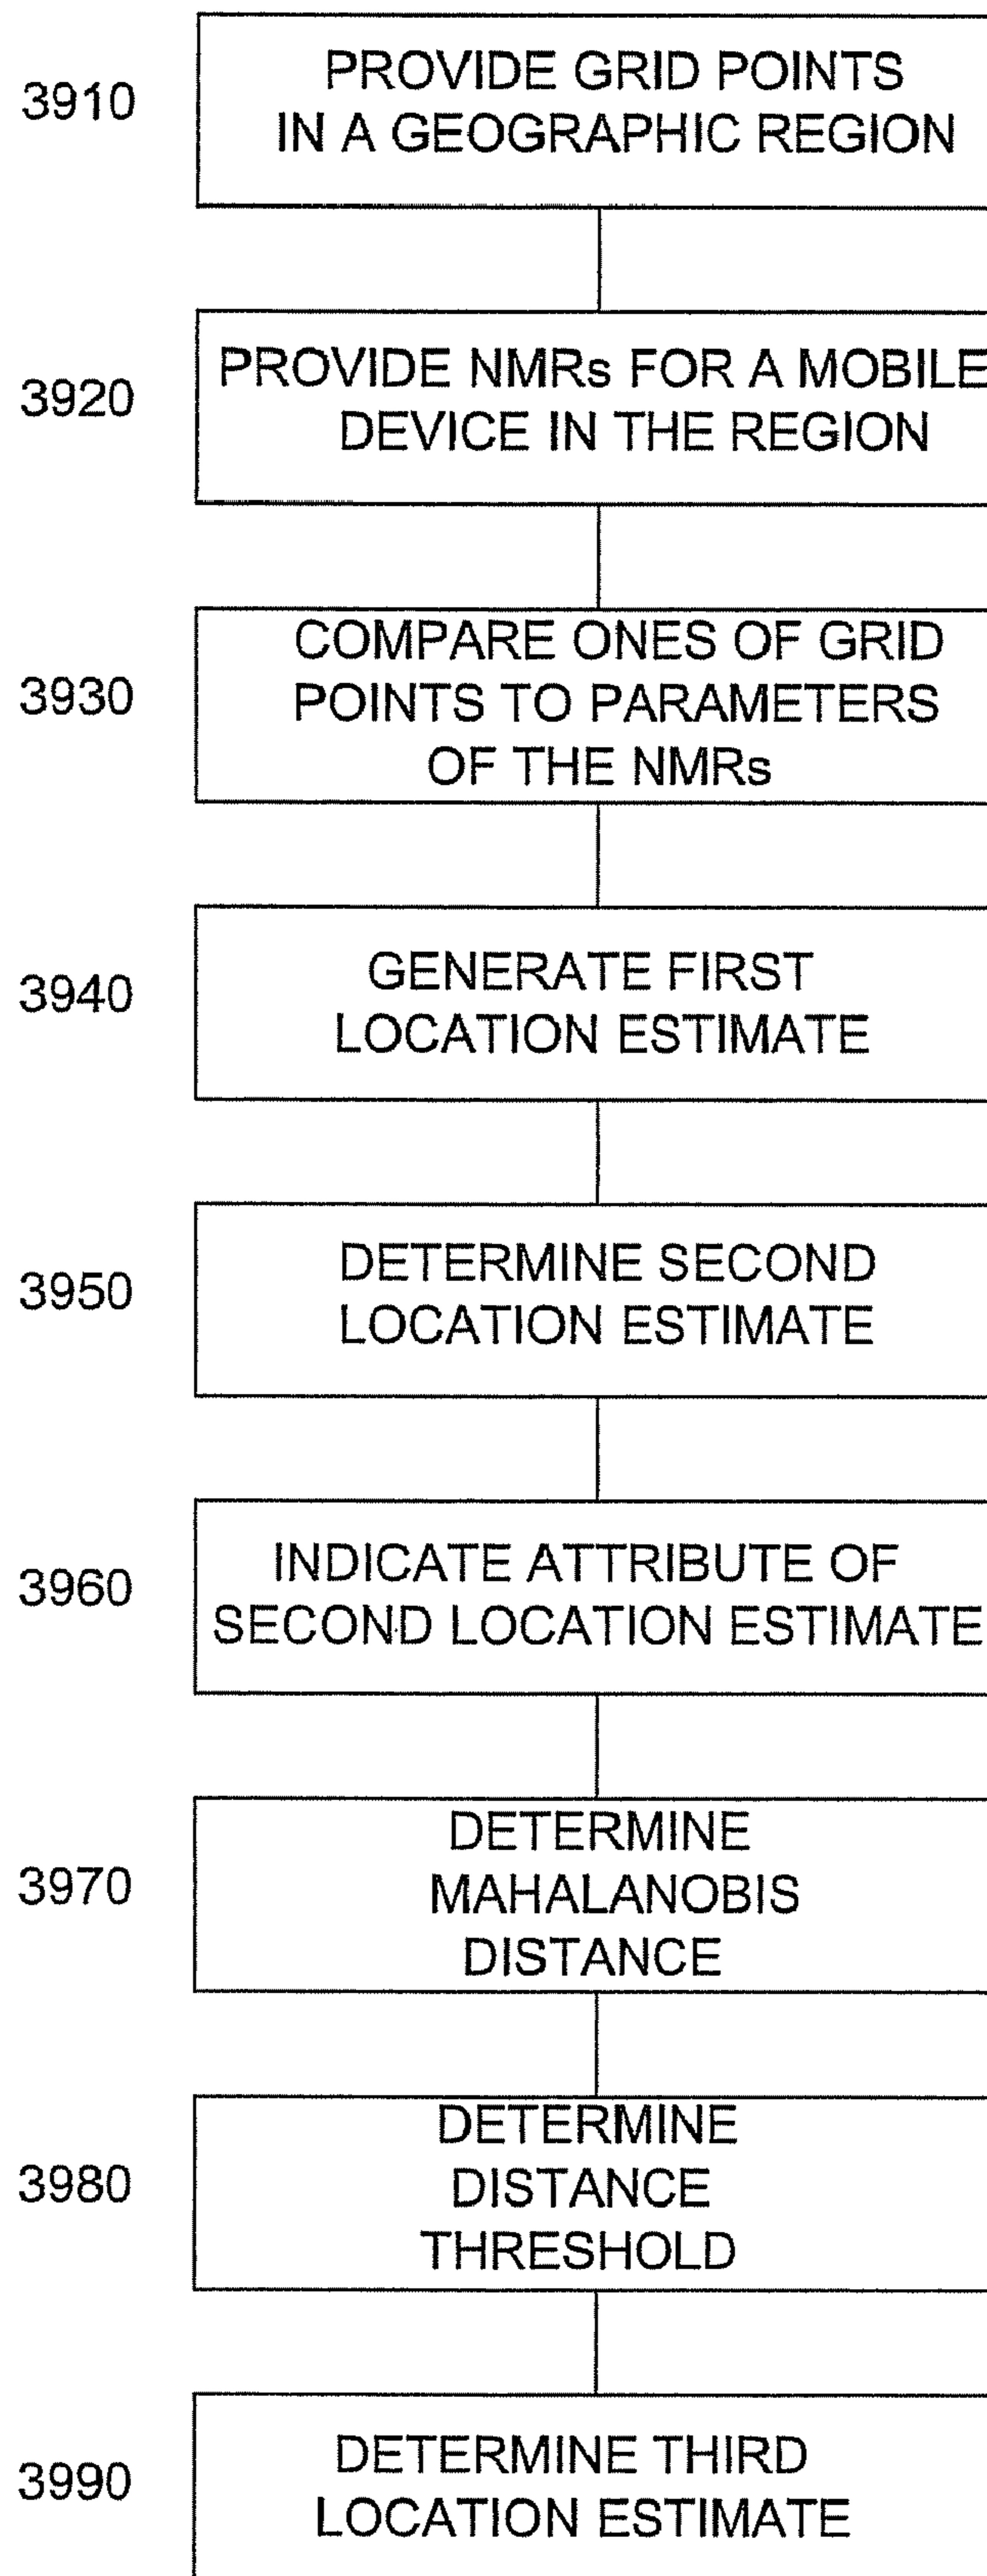 3910
PROVIDE GRID POINTS
IN A GEOGRAPHIC REGION
3920
PROVIDE NMRs FOR A MOBILE
DEVICE IN THE REGION
3930
COMPARE ONES OF GRID
POINTS TO PARAMETERS
OF THE NMRs
3940
GENERATE FIRST
LOCATION ESTIMATE
3950
DETERMINE SECOND
LOCATION ESTIMATE
3960
INDICATE ATTRIBUTE OF
SECOND LOCATION ESTIMATE
3970
DETERMINE
MAHALANOBIS
DISTANCE
3980
DETERMINE
DISTANCE
THRESHOLD
3990
DETERMINE THIRD
LOCATION ESTIMATE